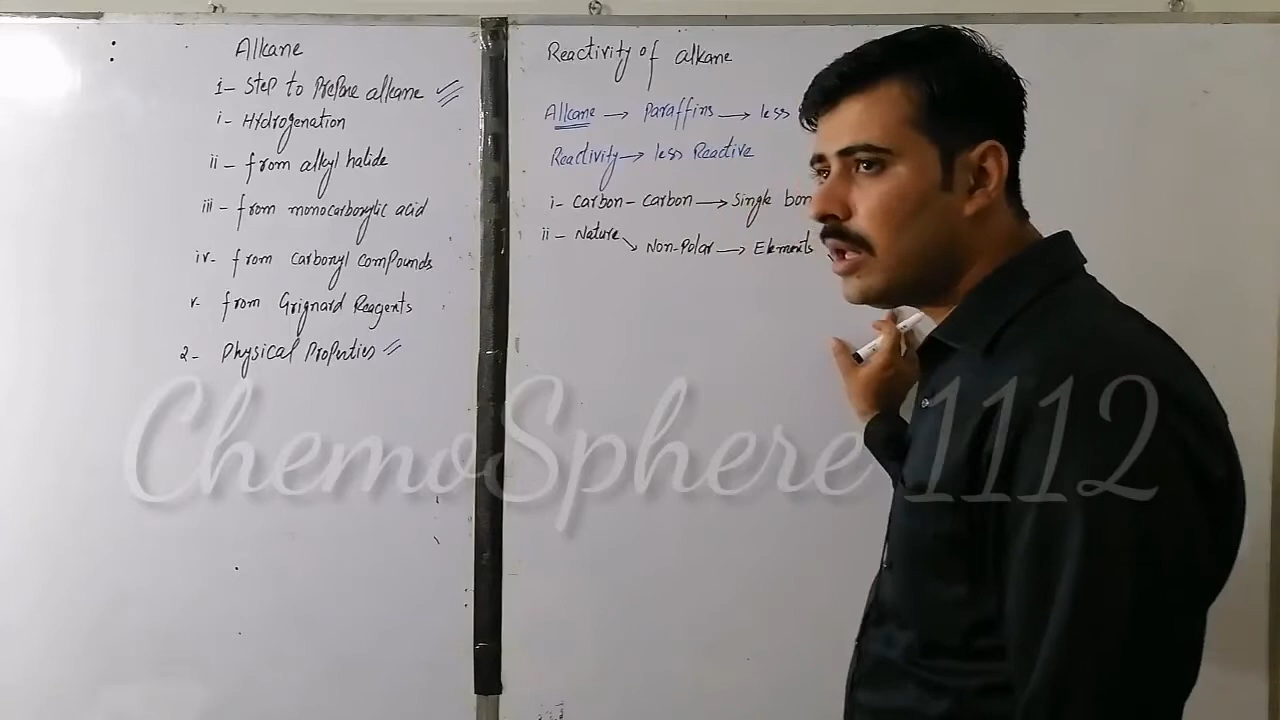 Alkane
1- Step to Prepare alkane
i- Hydrogenation
ii - from alkyl halide
iii - from monocarboxylic acid
iv- from carbonyl compounds
v- from Grignard Reagents
2- Physical Properties
Reactivity of alkane
Alkane → Paraffins → less
Reactivity → less Reactive
i- Carbon - Carbon → Single bon
ii - Nature ↘ Non-Polar → Elements
ChemoSphere 1112